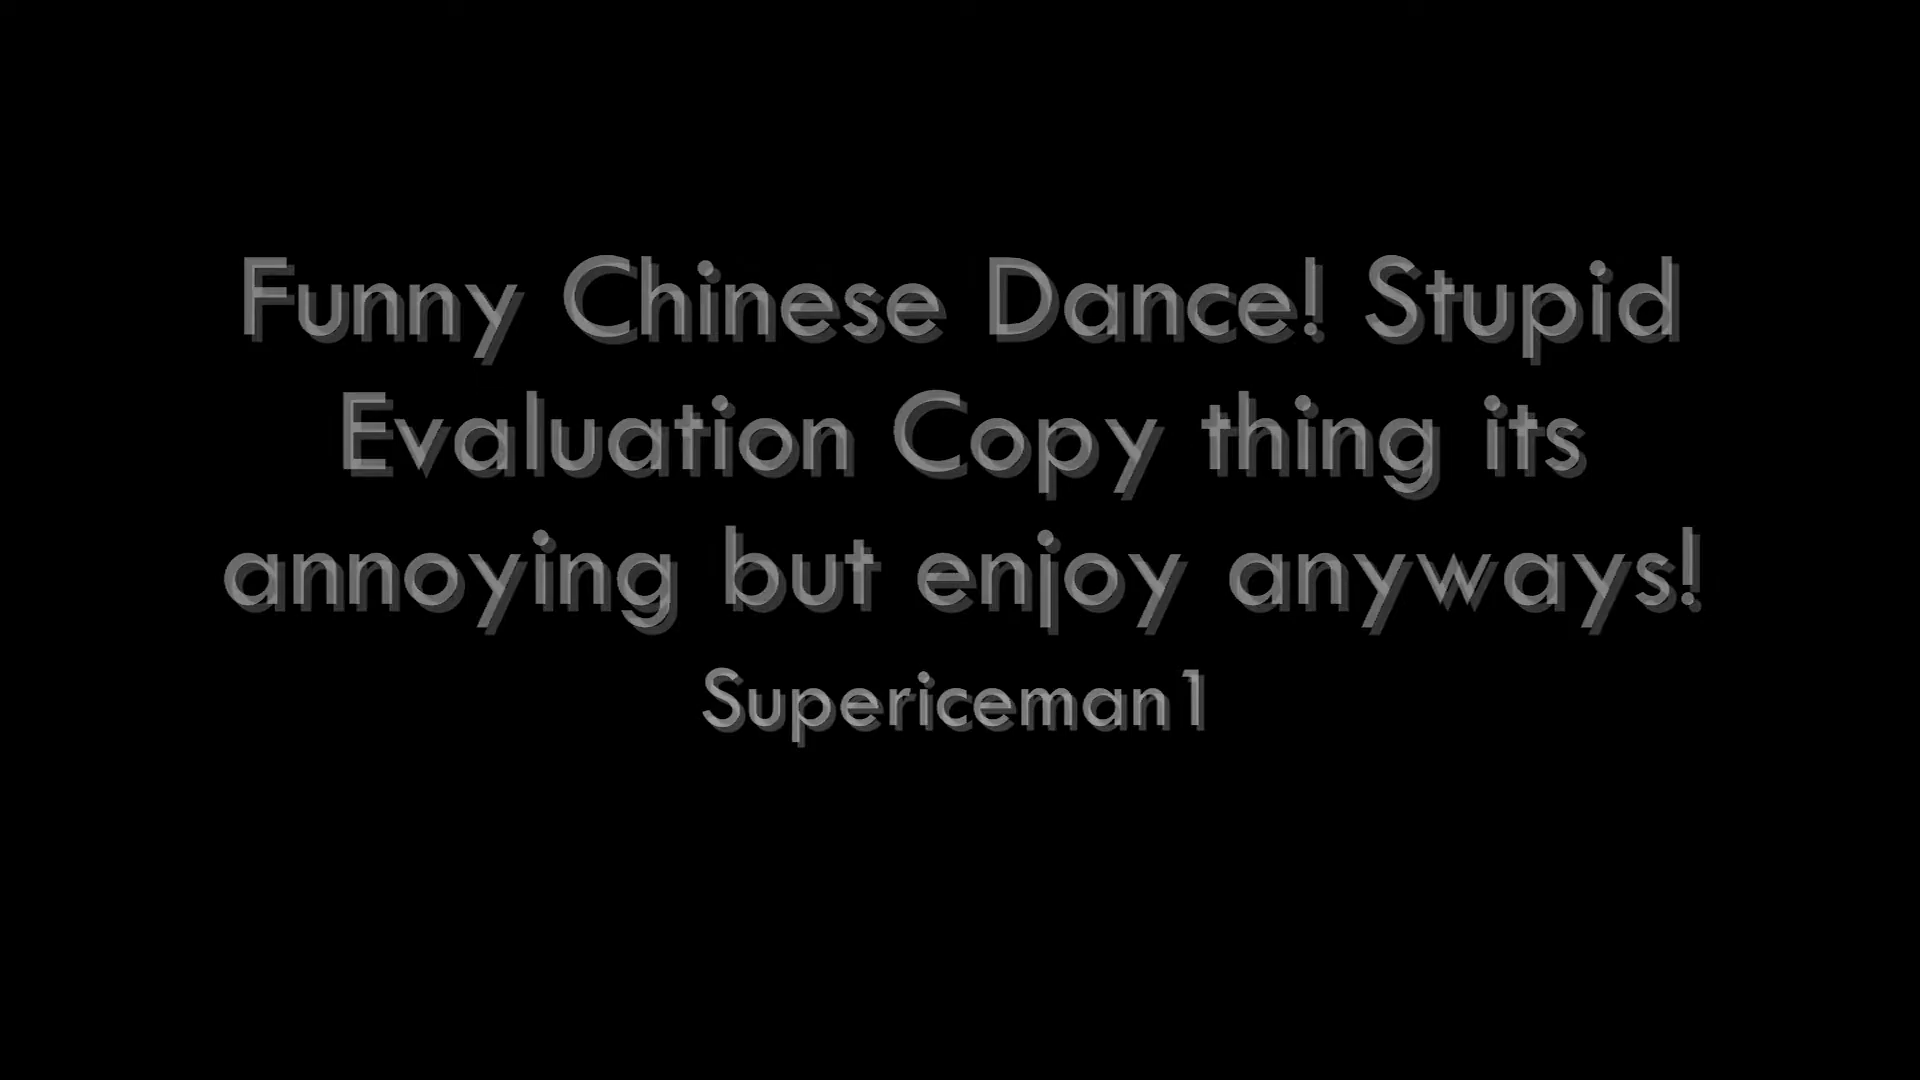 Funny Chinese Dance! Stupid
Evaluation Copy thing its
annoying but enjoy anyways!
Supericeman1